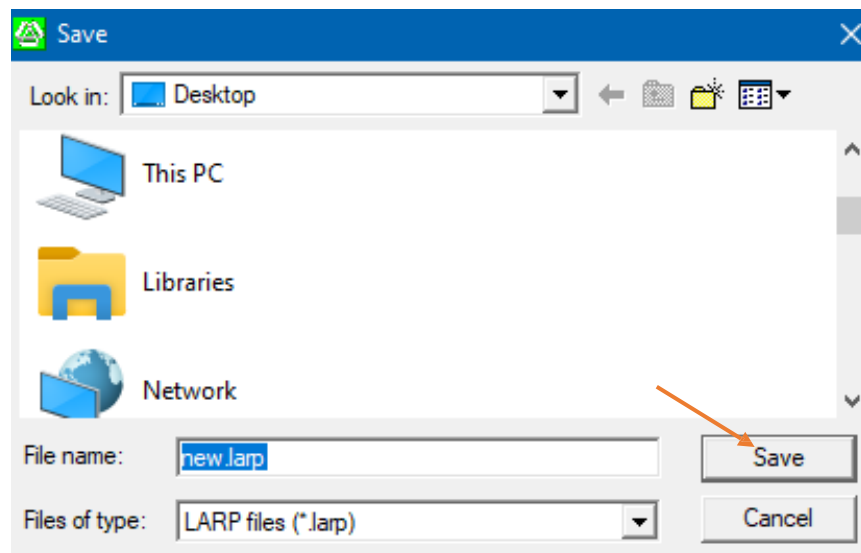 Save
Look in: Desktop
This PC
Libraries
Network
File name: new.larp Save
Files of type: LARP files (*.larp) Cancel